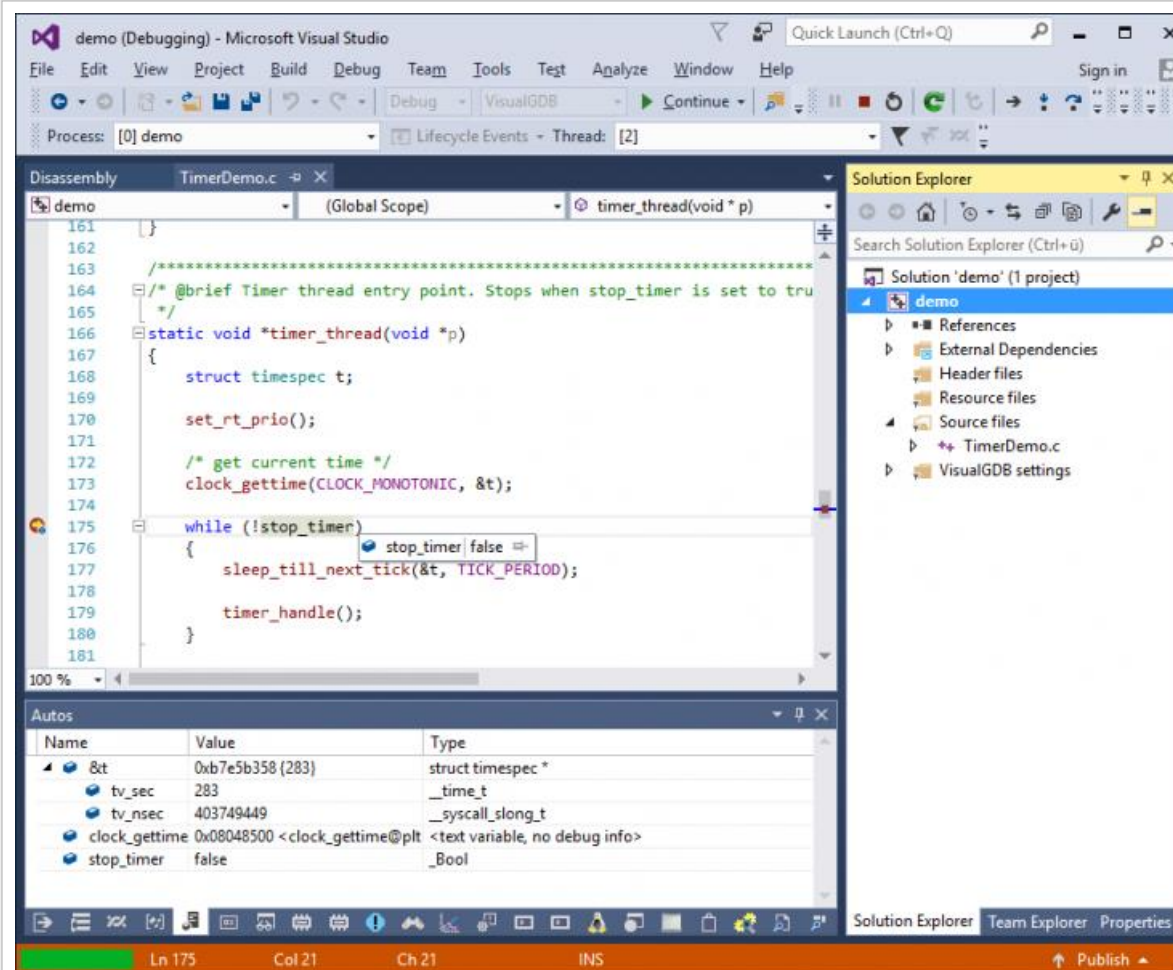 demo (Debugging) - Microsoft Visual Studio
Quick Launch (Ctrl+Q)
File Edit View Project Build Debug Team Tools Test Analyze Window Help
Sign in
Debug VisualGDB Continue
Process: [0] demo Lifecycle Events Thread: [2]
Disassembly TimerDemo.c
demo (Global Scope) timer_thread(void * p)
161 }
162
163 /**********************************************************************
164 /* @brief Timer thread entry point. Stops when stop_timer is set to tru
165 */
166 static void *timer_thread(void *p)
167 {
168 struct timespec t;
169
170 set_rt_prio();
171
172 /* get current time */
173 clock_gettime(CLOCK_MONOTONIC, &t);
174
175 while (!stop_timer)
176 {
stop_timer false
177 sleep_till_next_tick(&t, TICK_PERIOD);
178
179 timer_handle();
180 }
181
100 %
Autos
Name Value Type
&t 0xb7e5b358 {283} struct timespec *
tv_sec 283 __time_t
tv_nsec 403749449 __syscall_slong_t
clock_gettime 0x08048500 <clock_gettime@plt <text variable, no debug info>
stop_timer false _Bool
Solution Explorer
Search Solution Explorer (Ctrl+ü)
Solution 'demo' (1 project)
demo
References
External Dependencies
Header files
Resource files
Source files
TimerDemo.c
VisualGDB settings
Solution Explorer Team Explorer Properties
Ln 175 Col 21 Ch 21 INS Publish